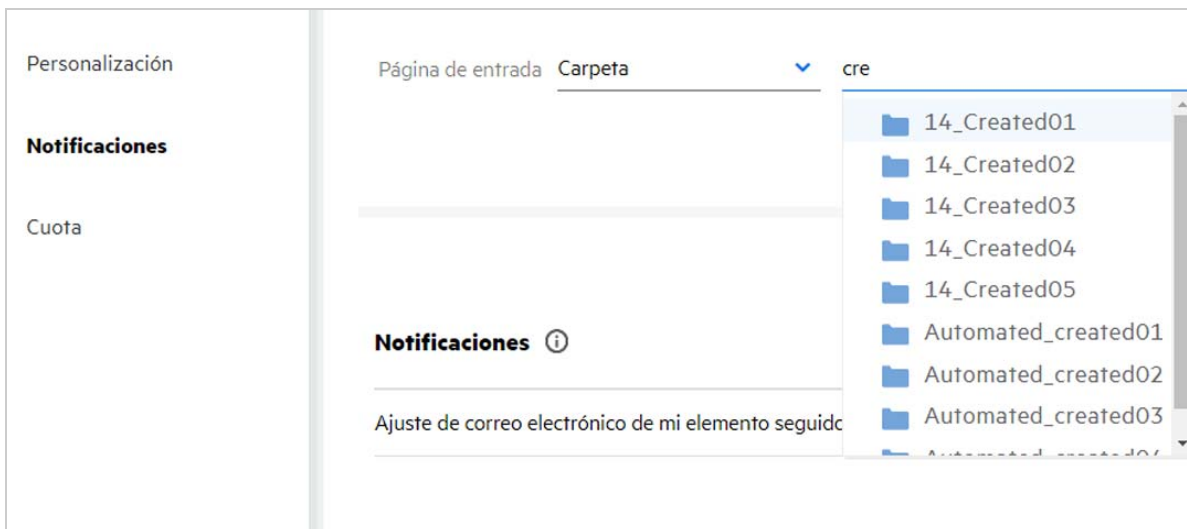 Personalización
Notificaciones
Cuota
Página de entrada Carpeta cre
14_Created01
14_Created02
14_Created03
14_Created04
14_Created05
Automated_created01
Automated_created02
Automated_created03
Notificaciones
Ajuste de correo electrónico de mi elemento seguido